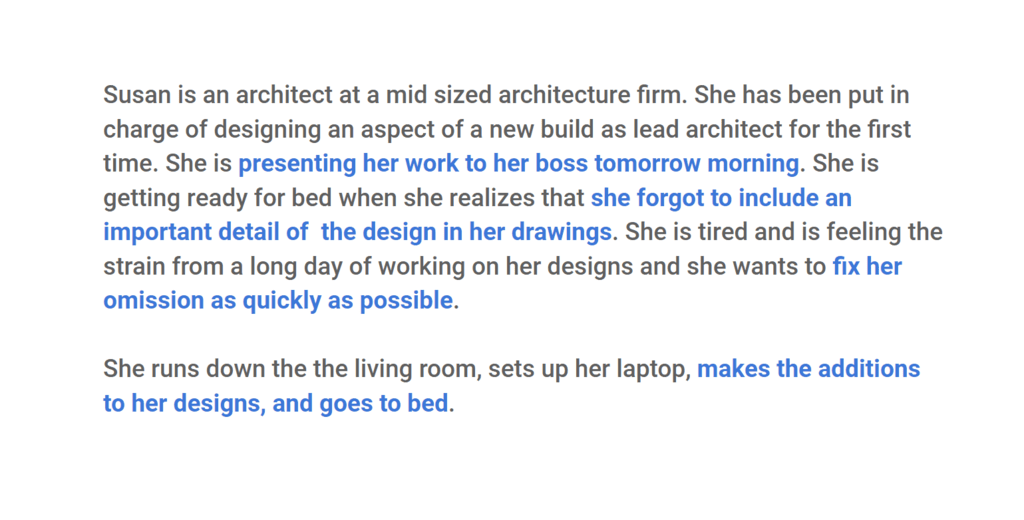 Susan is an architect at a mid sized architecture firm. She has been put in
charge of designing an aspect of a new build as lead architect for the first
time. She is presenting her work to her boss tomorrow morning. She is
getting ready for bed when she realizes that she forgot to include an
important detail of  the design in her drawings. She is tired and is feeling the
strain from a long day of working on her designs and she wants to fix her
omission as quickly as possible.
She runs down the the living room, sets up her laptop, makes the additions
to her designs, and goes to bed.